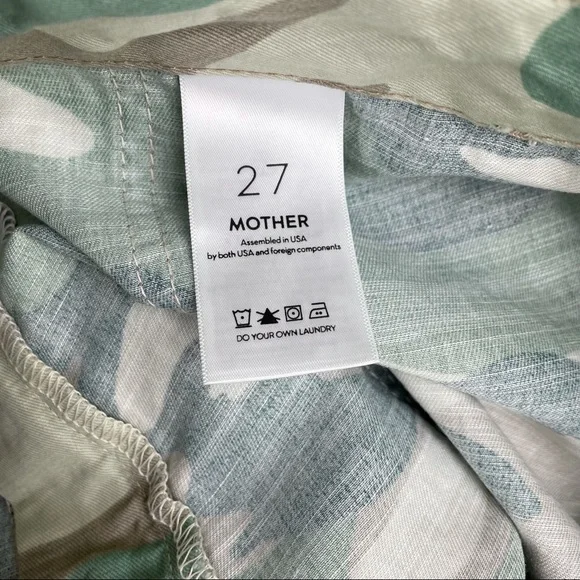 27
MOTHER
Assembled in USA
by both USA and foreign components
DO YOUR OWN LAUNDRY